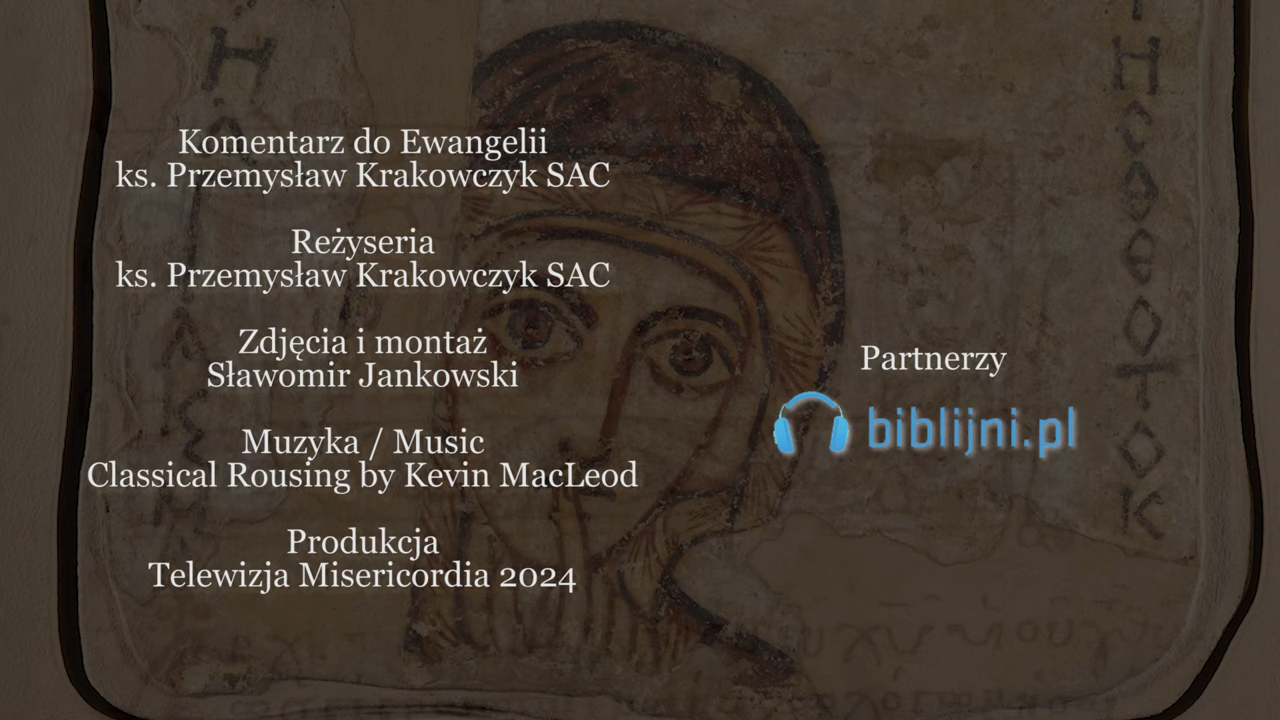 Komentarz do Ewangelii
ks. Przemysław Krakowczyk SAC
Reżyseria
ks. Przemysław Krakowczyk SAC
Zdjęcia i montaż
Sławomir Jankowski
Muzyka / Music
Classical Rousing by Kevin MacLeod
Produkcja
Telewizja Misericordia 2024
Partnerzy
biblijni.pl